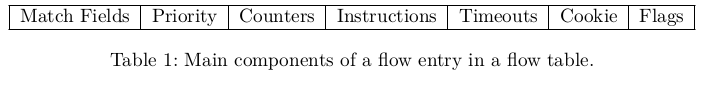 Match Fields Priority Counters Instructions Timeouts Cookie Flags
Table 1: Main components of a flow entry in a flow table.